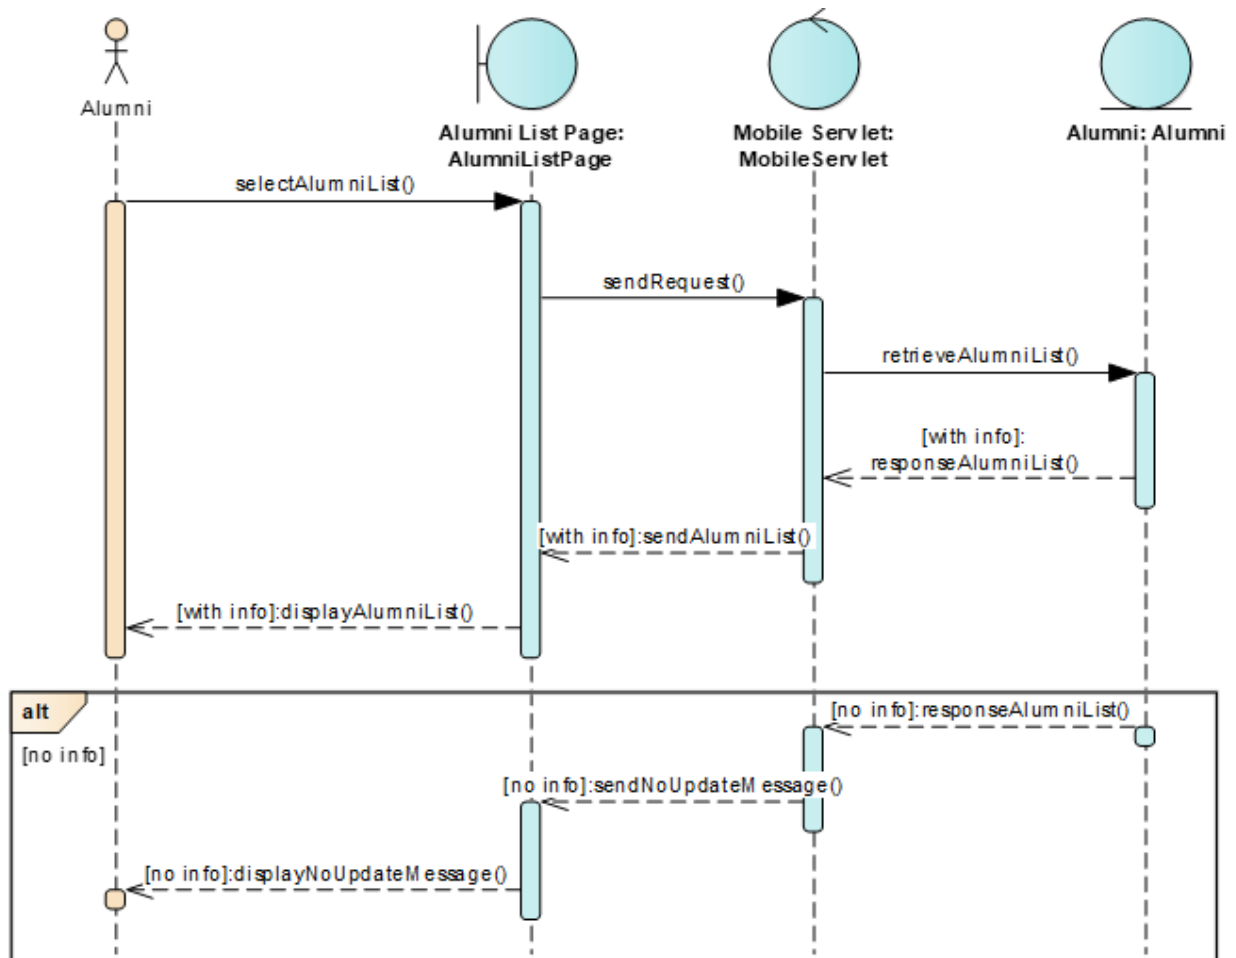 Alumni
Alumni List Page:
AlumniListPage
Mobile Servlet:
MobileServlet
Alumni: Alumni
selectAlumniList()
sendRequest()
retrieveAlumniList()
[with info]:
responseAlumniList()
[with info]:sendAlumniList()
[with info]:displayAlumniList()
alt
[no info]
[no info]:responseAlumniList()
[no info]:sendNoUpdateMessage()
[no info]:displayNoUpdateMessage()